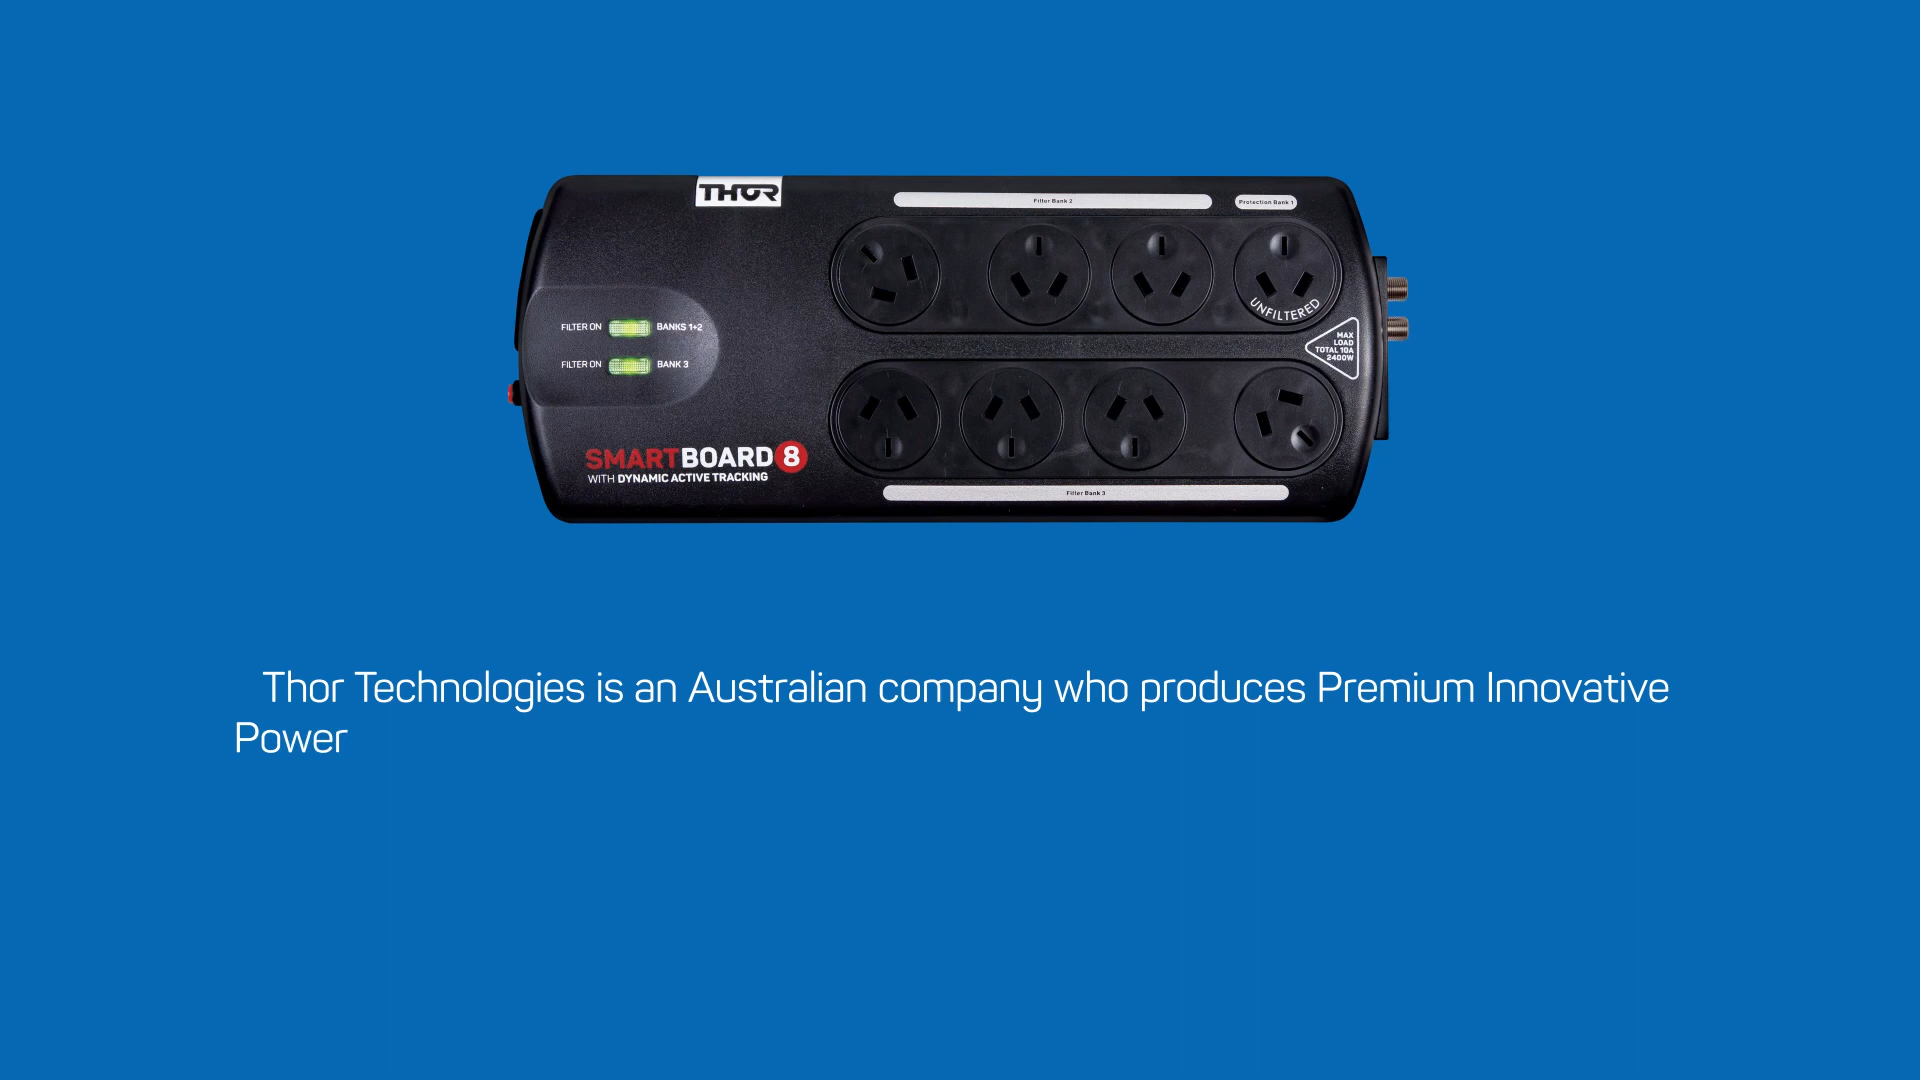 THOR
Filter Bank 2
Protection Bank 1
UNFILTERED
FILTER ON
BANKS 1+2
FILTER ON
BANK 3
MAX
LOAD
TOTAL 10A
2400W
SMARTBOARD 8
WITH DYNAMIC ACTIVE TRACKING
Filter Bank 3
Thor Technologies is an Australian company who produces Premium Innovative
Power